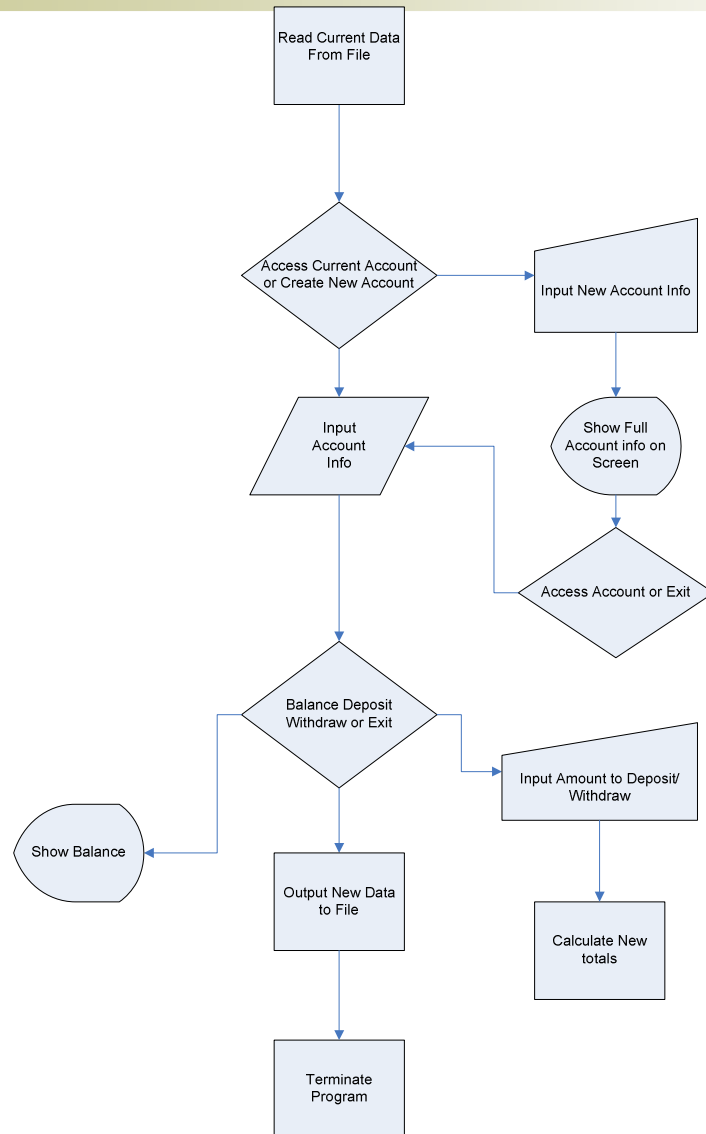 Read Current Data
From File
Access Current Account
or Create New Account
Input New Account Info
Input
Account
Info
Show Full
Account info on
Screen
Access Account or Exit
Balance Deposit
Withdraw or Exit
Input Amount to Deposit/
Withdraw
Show Balance
Output New Data
to File
Calculate New
totals
Terminate
Program